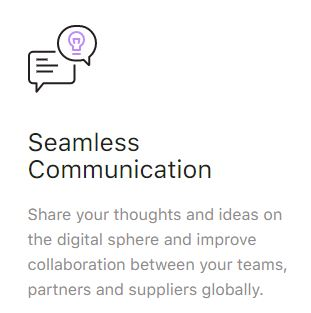 Seamless
Communication
Share your thoughts and ideas on
the digital sphere and improve
collaboration between your teams,
partners and suppliers globally.